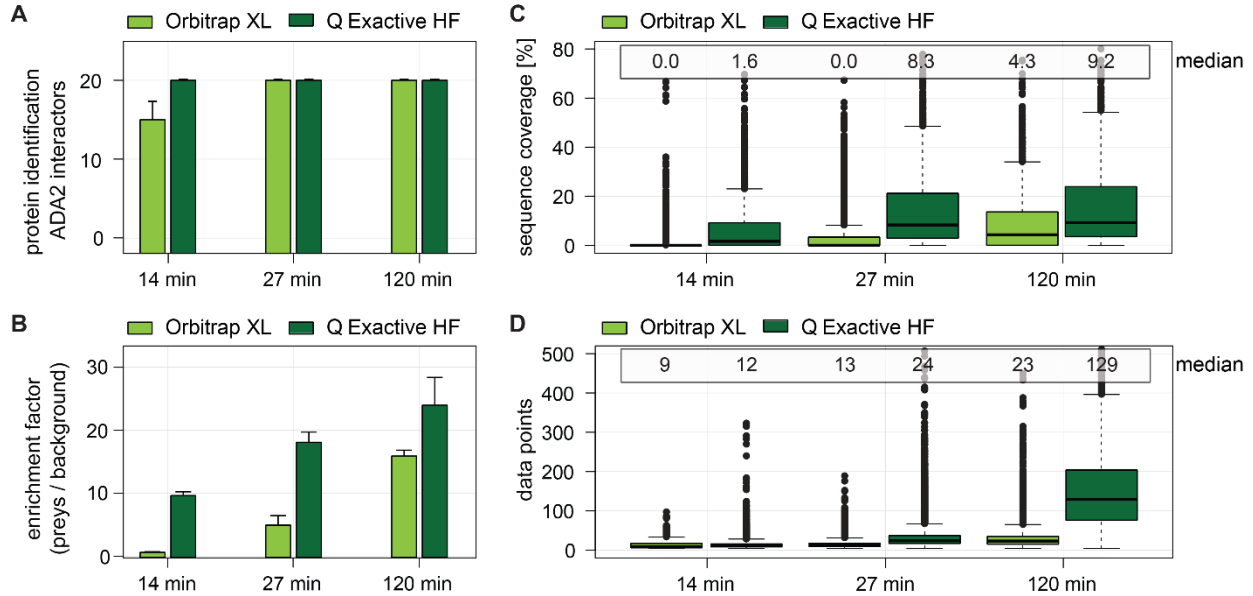 A
Orbitrap XL Q Exactive HF
protein identification
ADA2 interactors
20
10
0
14 min 27 min 120 min
B
Orbitrap XL Q Exactive HF
enrichment factor
(preys / background)
30
20
10
0
14 min 27 min 120 min
C
Orbitrap XL Q Exactive HF
sequence coverage [%]
80
60
40
20
0
0.0 1.6 0.0 8.3 4.3 9.2 median
14 min 27 min 120 min
D
Orbitrap XL Q Exactive HF
data points
500
400
300
200
100
0
9 12 13 24 23 129 median
14 min 27 min 120 min